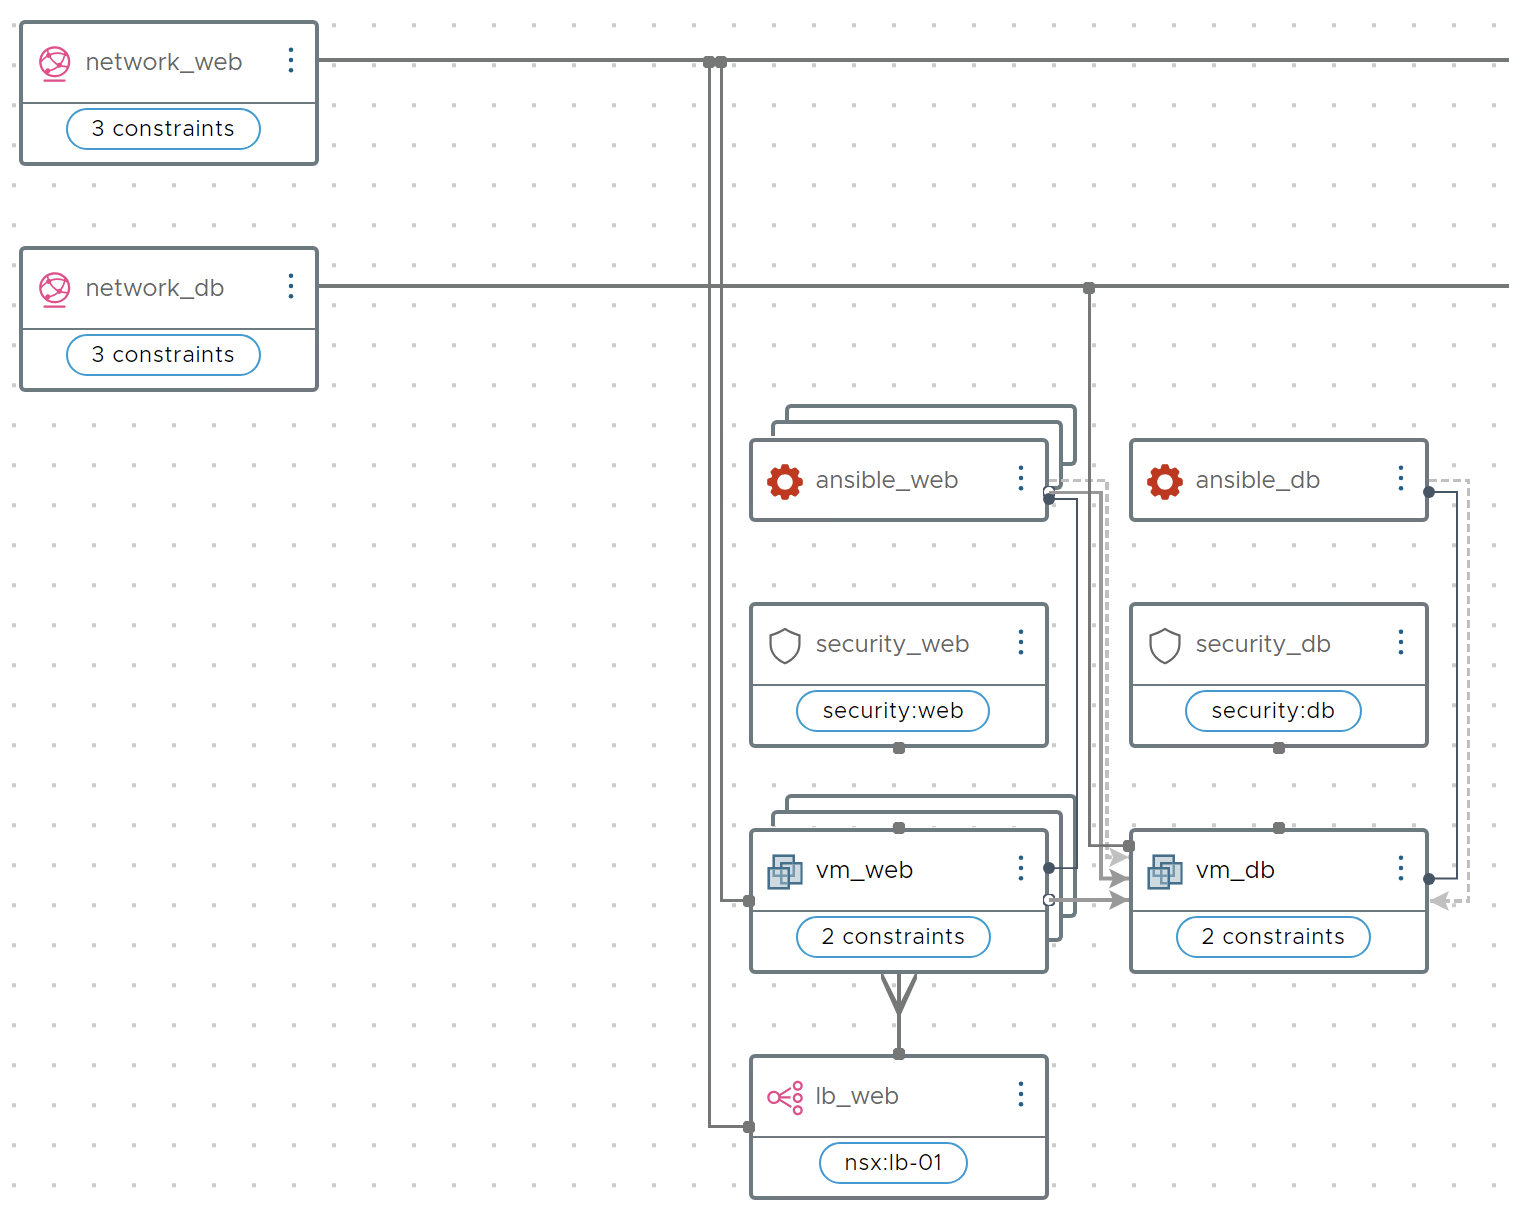 network_web
3 constraints
network_db
3 constraints
ansible_web
ansible_db
security_web
security_db
security:web
security:db
vm_web
vm_db
2 constraints
2 constraints
lb_web
nsx:lb-01